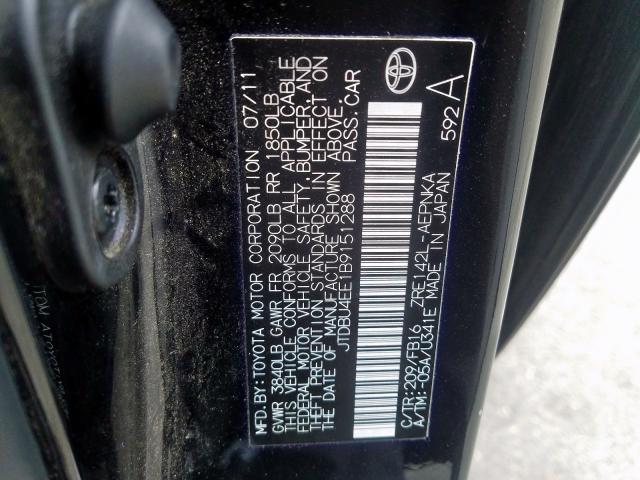 MFD.BY:TOYOTA MOTOR CORPORATION 07/11
GVWR 3840LB GAWR FR 2090LB RR 1850LB
THIS VEHICLE CONFORMS TO ALL APPLICABLE
FEDERAL MOTOR VEHICLE SAFETY, BUMPER, AND
THEFT PREVENTION STANDARDS IN EFFECT ON
THE DATE OF MANUFACTURE SHOWN ABOVE.
JTDBU4EE1B9151288 PASS.CAR
C/TR:209/FB16 ZRE142L-AEPNKA
A/TM:-05A/U341E MADE IN JAPAN
592 A